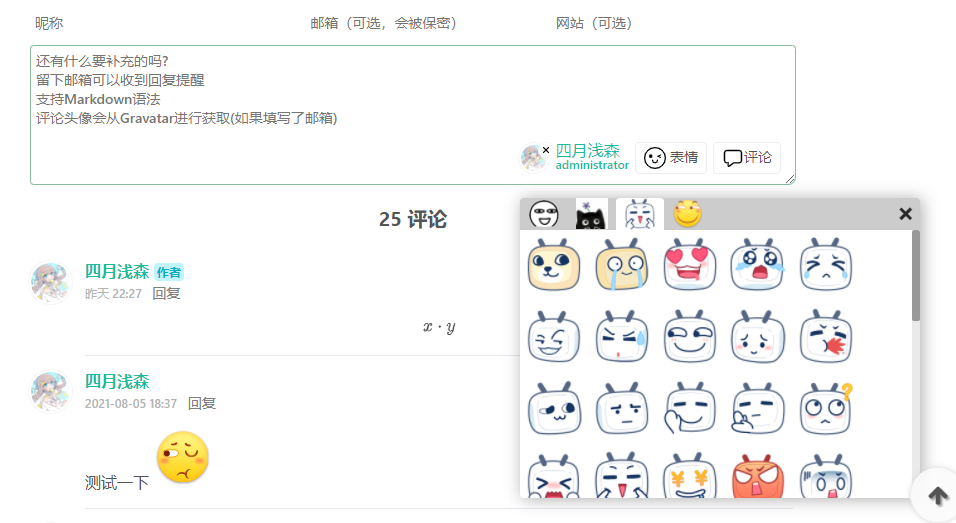 昵称
邮箱（可选，会被保密）
网站（可选）
还有什么要补充的吗?
留下邮箱可以收到回复提醒
支持Markdown语法
评论头像会从Gravatar进行获取(如果填写了邮箱)
四月浅森
administrator
表情
评论
25 评论
四月浅森 作者
昨天 22:27 回复
x · y
四月浅森
2021-08-05 18:37 回复
测试一下